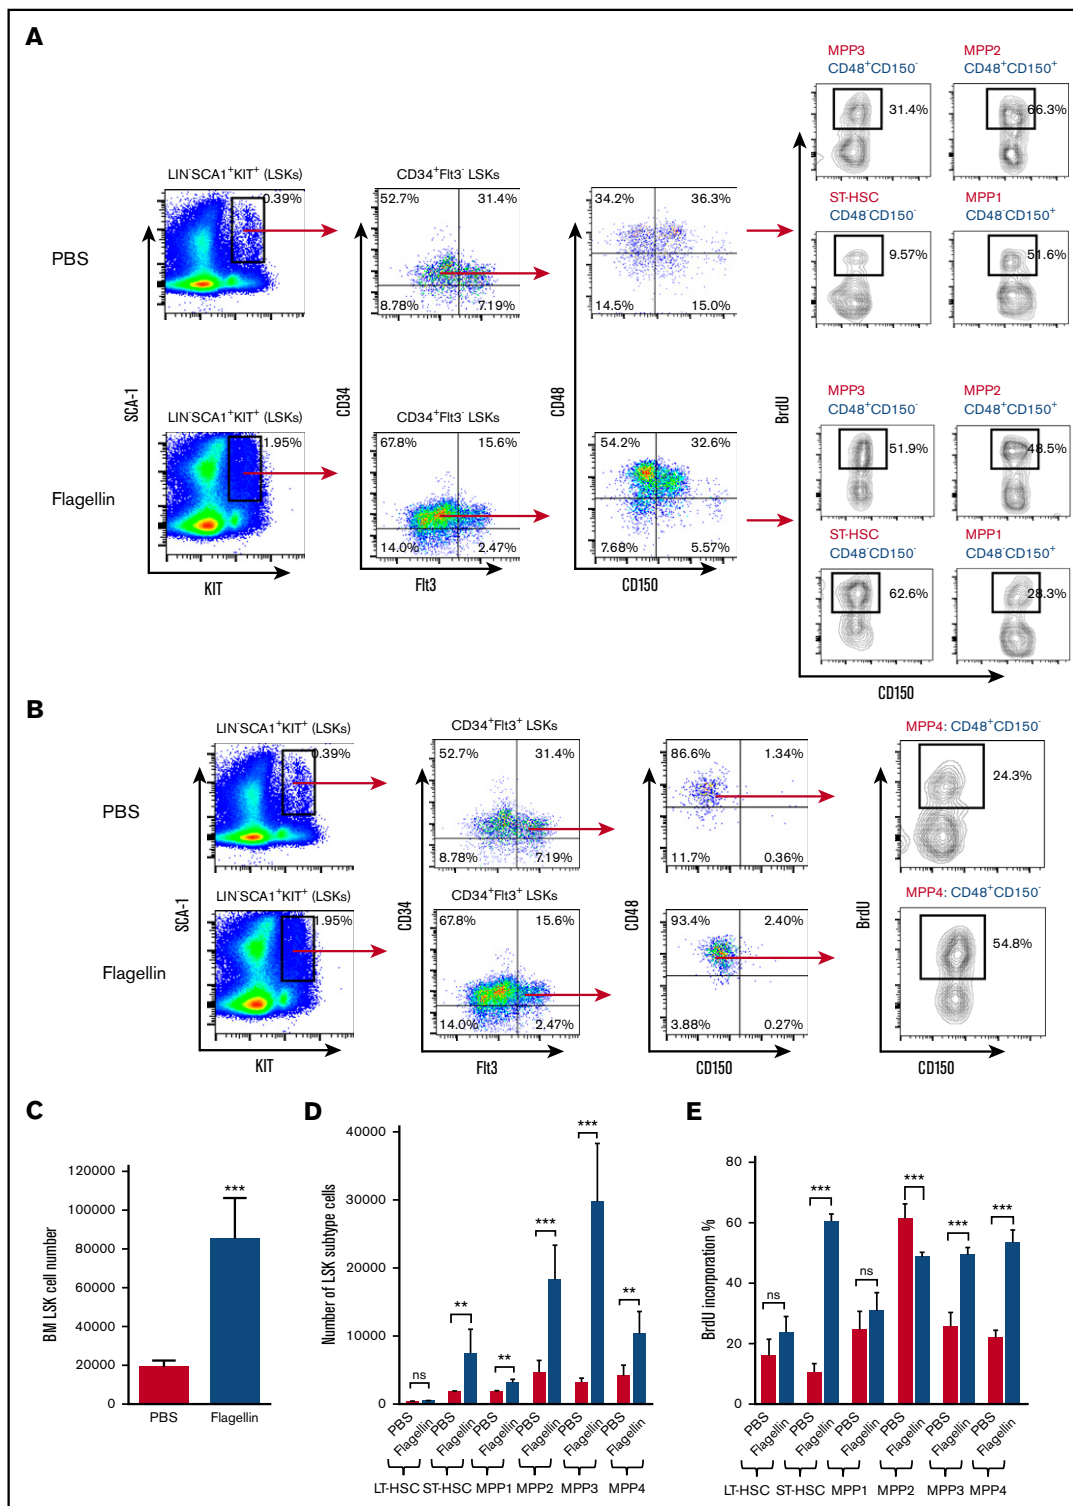 A
MPP3
CD48+CD150-
MPP2
CD48+CD150+
31.4%
66.3%
LIN-SCA1+KIT+ (LSKs)
0.39%
CD34+Flt3- LSKs
52.7%
31.4%
34.2%
36.3%
ST-HSC
CD48-CD150-
MPP1
CD48-CD150+
PBS
9.57%
51.6%
8.78%
7.19%
14.5%
15.0%
SCA-1
CD34
CD48
BrdU
LIN-SCA1+KIT+ (LSKs)
1.95%
CD34+Flt3- LSKs
67.8%
15.6%
54.2%
32.6%
MPP3
CD48+CD150-
MPP2
CD48+CD150+
51.9%
48.5%
Flagellin
14.0%
2.47%
7.68%
5.57%
ST-HSC
CD48-CD150-
MPP1
CD48-CD150+
62.6%
28.3%
KIT
Flt3
CD150
CD150
B
LIN-SCA1+KIT+ (LSKs)
0.39%
CD34+Flt3+ LSKs
52.7%
31.4%
86.6%
1.34%
MPP4: CD48+CD150-
24.3%
PBS
8.78%
7.19%
11.7%
0.36%
SCA-1
CD34
CD48
BrdU
LIN-SCA1+KIT+ (LSKs)
1.95%
CD34+Flt3+ LSKs
67.8%
15.6%
93.4%
2.40%
MPP4: CD48+CD150-
54.8%
Flagellin
14.0%
2.47%
3.88%
0.27%
KIT
Flt3
CD150
CD150
C
BM LSK cell number
120000
100000
80000
60000
40000
20000
0
***
PBS
Flagellin
D
Number of LSK subtype cells
40000
30000
20000
10000
0
ns
**
**
***
***
**
PBS
Flagellin
PBS
Flagellin
PBS
Flagellin
PBS
Flagellin
PBS
Flagellin
PBS
Flagellin
LT-HSC
ST-HSC
MPP1
MPP2
MPP3
MPP4
E
BrdU incorporation %
80
60
40
20
0
ns
***
ns
***
***
***
PBS
Flagellin
PBS
Flagellin
PBS
Flagellin
PBS
Flagellin
PBS
Flagellin
PBS
Flagellin
LT-HSC
ST-HSC
MPP1
MPP2
MPP3
MPP4